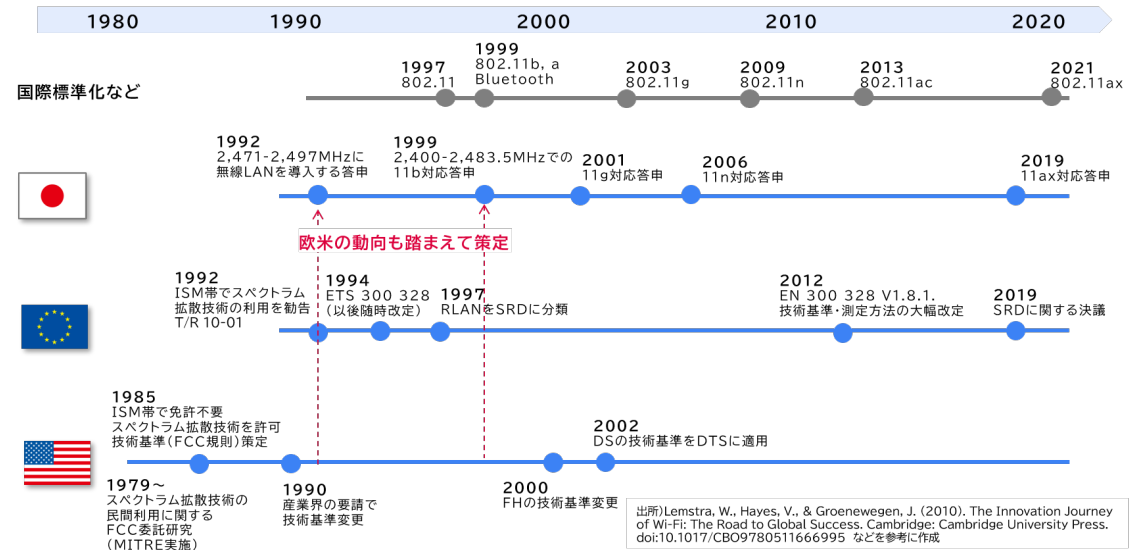 1980 1990 2000 2010 2020
国際標準化など
1997
802.11
1999
802.11b, a
Bluetooth
2003
802.11g
2009
802.11n
2013
802.11ac
2021
802.11ax
1992
2,471-2,497MHzに
無線LANを導入する答申
1999
2,400-2,483.5MHzでの
11b対応答申
2001
11g対応答申
2006
11n対応答申
2019
11ax対応答申
欧米の動向も踏まえて策定
1992
ISM帯でスペクトラム
拡散技術の利用を勧告
T/R 10-01
1994
ETS 300 328
（以後随時改定）
1997
RLANをSRDに分類
2012
EN 300 328 V1.8.1.
技術基準・測定方法の大幅改定
2019
SRDに関する決議
1985
ISM帯で免許不要
スペクトラム拡散技術を許可
技術基準（FCC規則）策定
1979～
スペクトラム拡散技術の
民間利用に関する
FCC委託研究
（MITRE実施）
1990
産業界の要請で
技術基準変更
2000
FHの技術基準変更
2002
DSの技術基準をDTSに適用
出所）Lemstra, W., Hayes, V., & Groenewegen, J. (2010). The Innovation Journey
of Wi-Fi: The Road to Global Success. Cambridge: Cambridge University Press.
doi:10.1017/CBO9780511666995 などを参考に作成